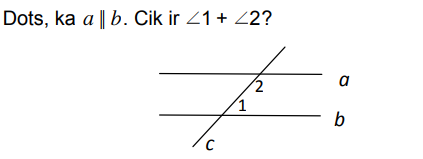 Dots, ka a ∥ b. Cik ir ∠1 + ∠2?
a
2
1
b
c